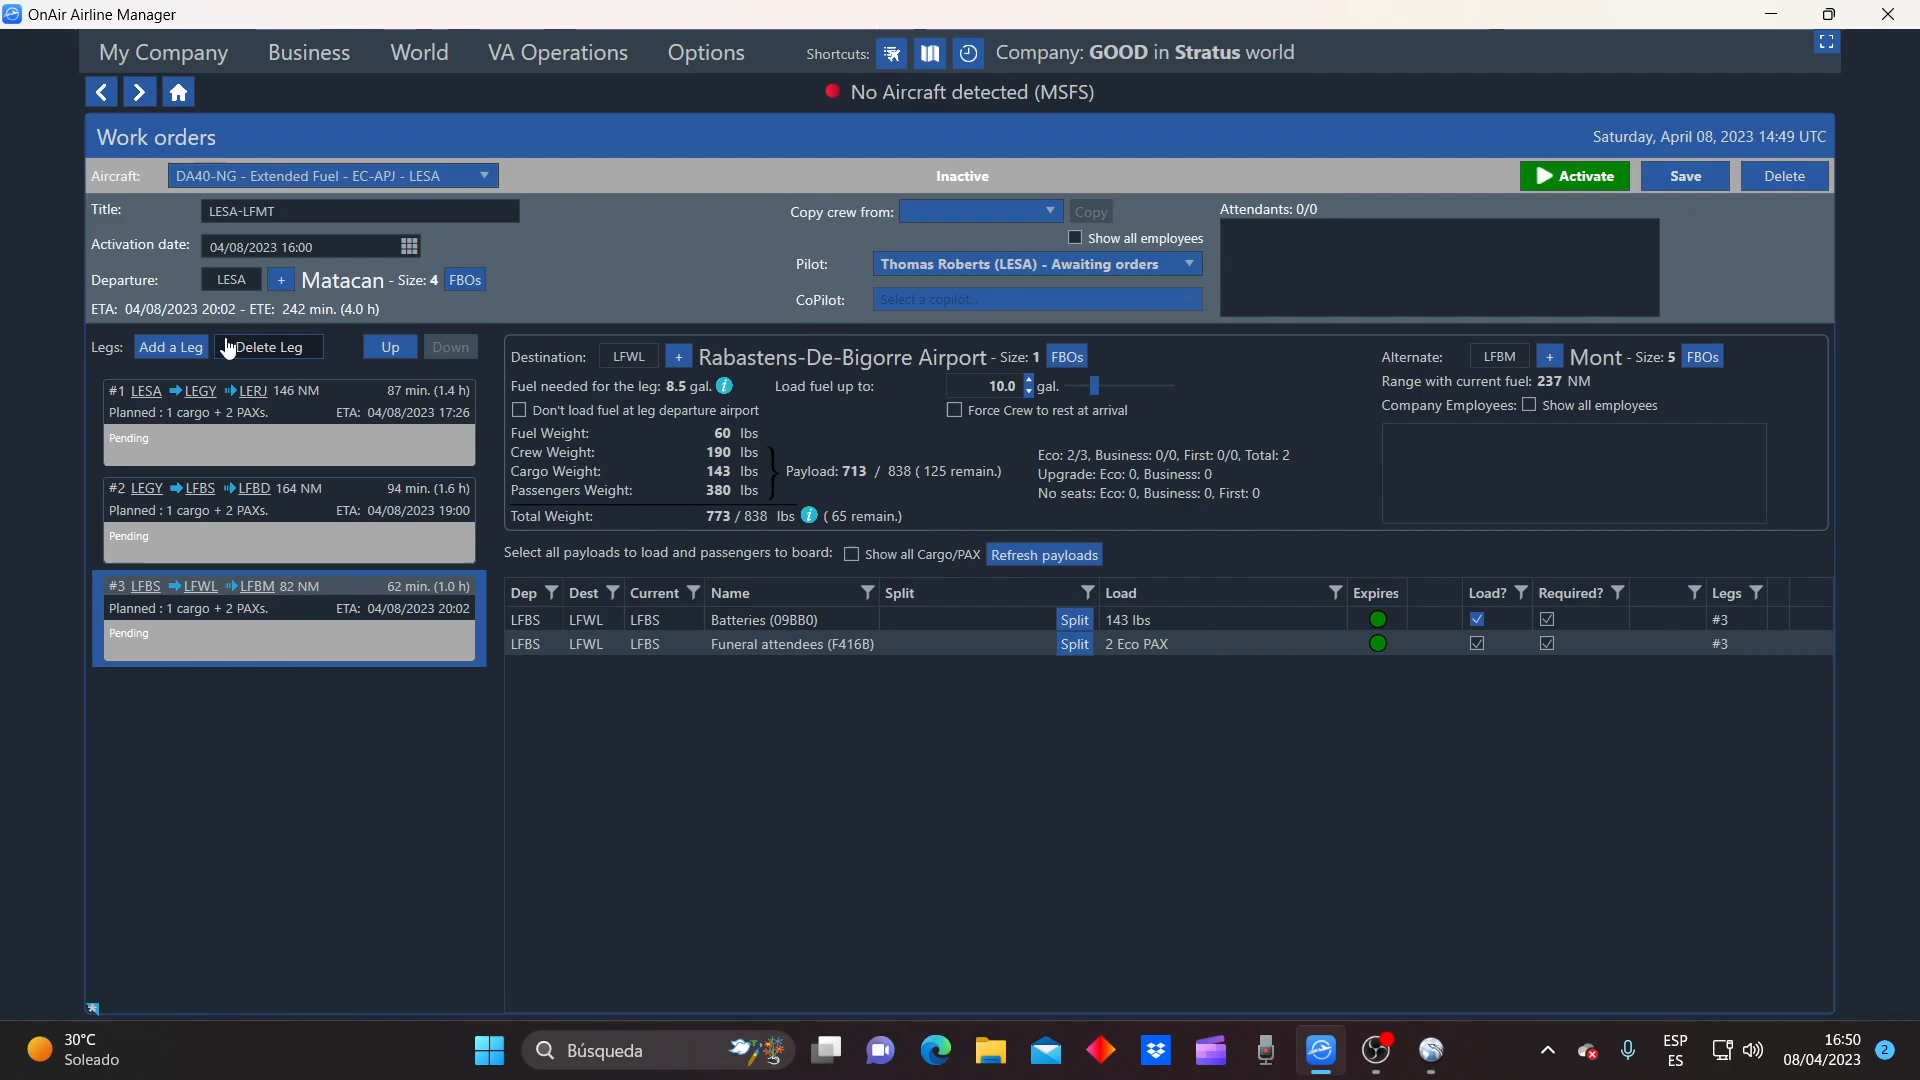 OnAir Airline Manager
My Company Business World VA Operations Options Shortcuts: Company: GOOD in Stratus world
No Aircraft detected (MSFS)
Work orders Saturday, April 08, 2023 14:49 UTC
Aircraft: DA40-NG - Extended Fuel - EC-APJ - LESA Inactive Activate Save Delete
Title: LESA-LFMT Copy crew from: Copy Attendants: 0/0
Show all employees
Activation date: 04/08/2023 16:00
Pilot: Thomas Roberts (LESA) - Awaiting orders
Departure: LESA + Matacan - Size: 4 FBOs
CoPilot: Select a copilot...
ETA: 04/08/2023 20:02 - ETE: 242 min. (4.0 h)
Legs: Add a Leg Delete Leg Up Down
#1 LESA LEGY LERJ 146 NM 87 min. (1.4 h)
Planned : 1 cargo + 2 PAXs. ETA: 04/08/2023 17:26
Pending
#2 LEGY LFBS LFBD 164 NM 94 min. (1.6 h)
Planned : 1 cargo + 2 PAXs. ETA: 04/08/2023 19:00
Pending
#3 LFBS LFWL LFBM 82 NM 62 min. (1.0 h)
Planned : 1 cargo + 2 PAXs. ETA: 04/08/2023 20:02
Pending
Destination: LFWL + Rabastens-De-Bigorre Airport - Size: 1 FBOs Alternate: LFBM + Mont - Size: 5 FBOs
Fuel needed for the leg: 8.5 gal. i Load fuel up to: 10.0 gal. Range with current fuel: 237 NM
Don't load fuel at leg departure airport Force Crew to rest at arrival Company Employees: Show all employees
Fuel Weight: 60 lbs
Crew Weight: 190 lbs
Cargo Weight: 143 lbs
Passengers Weight: 380 lbs
Payload: 713 / 838 ( 125 remain.)
Eco: 2/3, Business: 0/0, First: 0/0, Total: 2
Upgrade: Eco: 0, Business: 0
No seats: Eco: 0, Business: 0, First: 0
Total Weight: 773 / 838 lbs i ( 65 remain.)
Select all payloads to load and passengers to board: Show all Cargo/PAX Refresh payloads
Dep Dest Current Name Split Load Expires Load? Required? Legs
LFBS LFWL LFBS Batteries (09BB0) Split 143 lbs #3
LFBS LFWL LFBS Funeral attendees (F416B) Split 2 Eco PAX #3
30°C
Soleado
Búsqueda
ESP
ES
16:50
08/04/2023
2